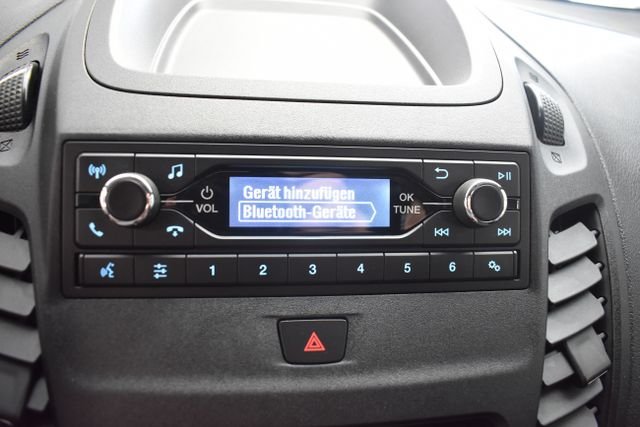 Gerät hinzufügen
Bluetooth-Geräte
VOL
OK
TUNE
1 2 3 4 5 6